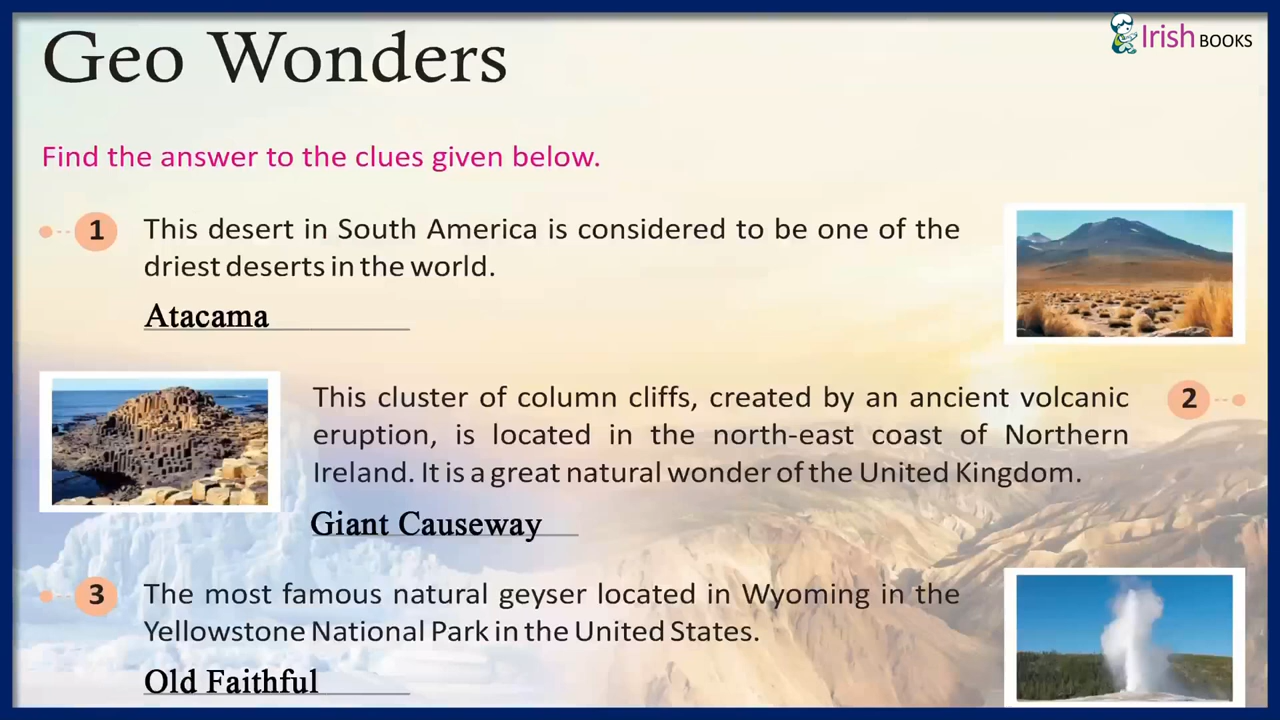 Geo Wonders
Irish BOOKS
Find the answer to the clues given below.
1 This desert in South America is considered to be one of the
driest deserts in the world.
Atacama
This cluster of column cliffs, created by an ancient volcanic 2
eruption, is located in the north-east coast of Northern
Ireland. It is a great natural wonder of the United Kingdom.
Giant Causeway
3 The most famous natural geyser located in Wyoming in the
Yellowstone National Park in the United States.
Old Faithful